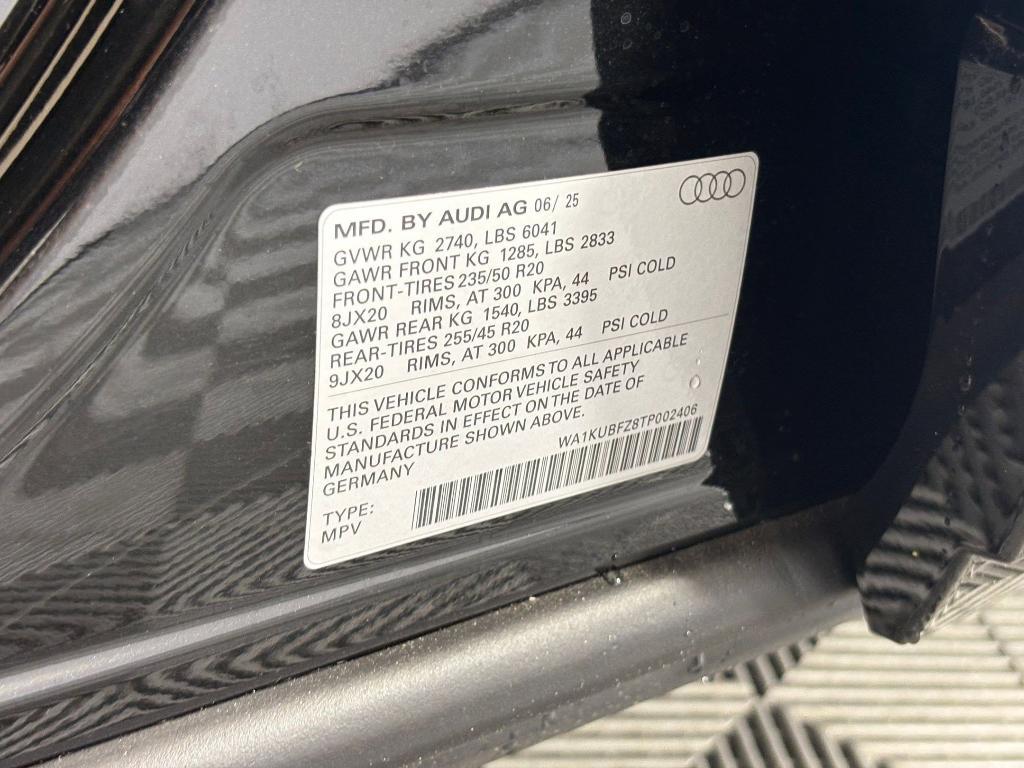 MFD. BY AUDI AG 06/ 25
GVWR KG 2740, LBS 6041
GAWR FRONT KG 1285, LBS 2833
FRONT-TIRES 235/50 R20
8JX20 RIMS, AT 300 KPA, 44 PSI COLD
GAWR REAR KG 1540, LBS 3395
REAR-TIRES 255/45 R20
9JX20 RIMS, AT 300 KPA, 44 PSI COLD
THIS VEHICLE CONFORMS TO ALL APPLICABLE
U.S. FEDERAL MOTOR VEHICLE SAFETY
STANDARDS IN EFFECT ON THE DATE OF
MANUFACTURE SHOWN ABOVE.
GERMANY
WA1KUBFZ8TP002406
TYPE:
MPV